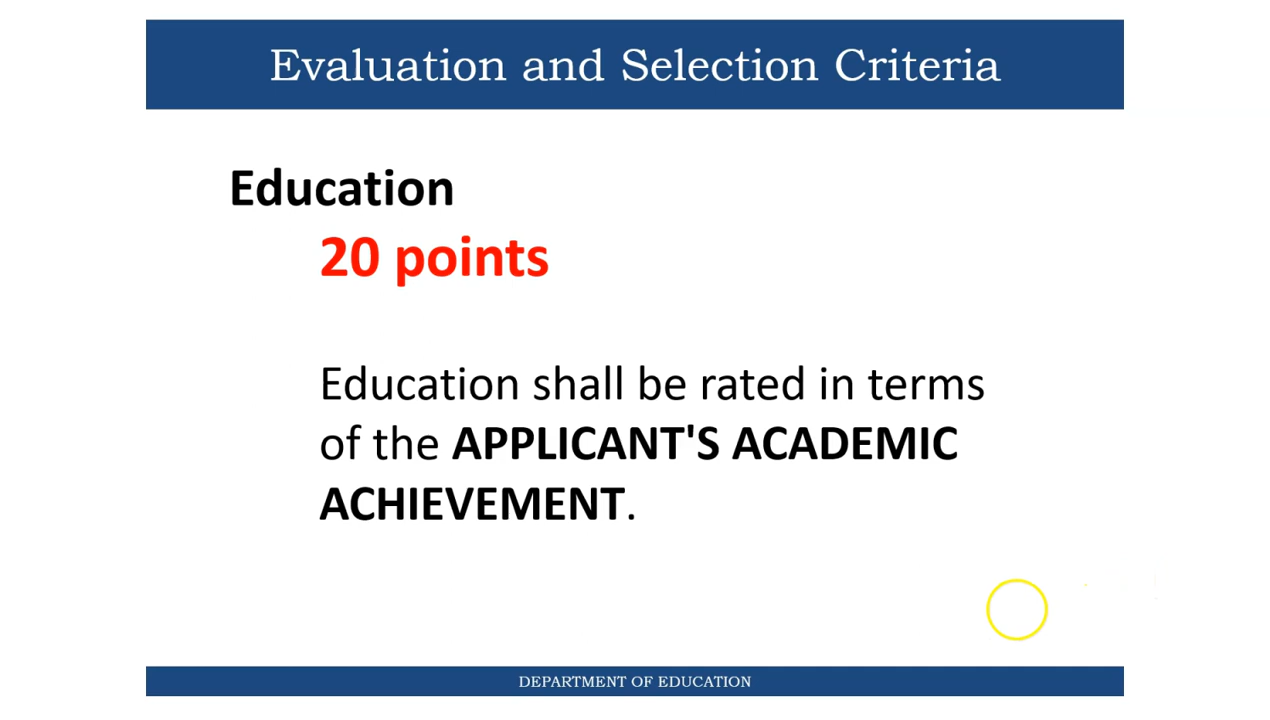 Evaluation and Selection Criteria
Education
20 points
Education shall be rated in terms
of the APPLICANT'S ACADEMIC
ACHIEVEMENT.
DEPARTMENT OF EDUCATION